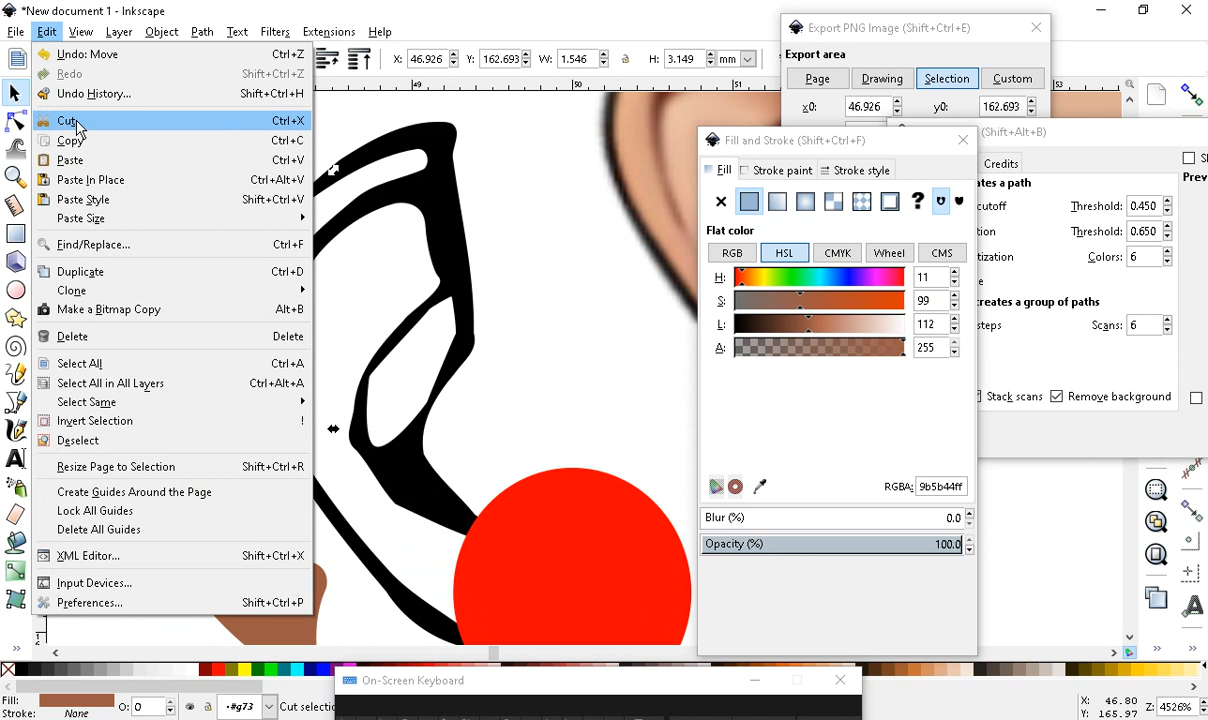 *New document 1 - Inkscape
File Edit View Layer Object Path Text Filters Extensions Help
X: 46.926 Y: 162.693 W: 1.546 H: 3.149 mm
Undo: Move Ctrl+Z
Redo Shift+Ctrl+Z
Undo History... Shift+Ctrl+H
Cut Ctrl+X
Copy Ctrl+C
Paste Ctrl+V
Paste In Place Ctrl+Alt+V
Paste Style Shift+Ctrl+V
Paste Size
Find/Replace... Ctrl+F
Duplicate Ctrl+D
Clone
Make a Bitmap Copy Alt+B
Delete Delete
Select All Ctrl+A
Select All in All Layers Ctrl+Alt+A
Select Same
Invert Selection !
Deselect
Resize Page to Selection Shift+Ctrl+R
Create Guides Around the Page
Lock All Guides
Delete All Guides
XML Editor... Shift+Ctrl+X
Input Devices...
Preferences... Shift+Ctrl+P
49 50 51 53
Export PNG Image (Shift+Ctrl+E)
Export area
Page Drawing Selection Custom
x0: 46.926 y0: 162.693
Fill and Stroke (Shift+Ctrl+F)
Fill Stroke paint Stroke style
?
Flat color
RGB HSL CMYK Wheel CMS
H: 11
S: 99
L: 112
A: 255
RGBA: 9b5b44ff
Blur (%) 0.0
Opacity (%) 100.0
(Shift+Alt+B)
Credits
ates a path
cutoff Threshold: 0.450
tion Threshold: 0.650
tization Colors: 6
creates a group of paths
steps Scans: 6
Stack scans Remove background
Prev
On-Screen Keyboard
Fill:
Stroke: None
O: 0
#g73
Cut selectio
X: 46.80
Y: 165.97
Z: 4526%